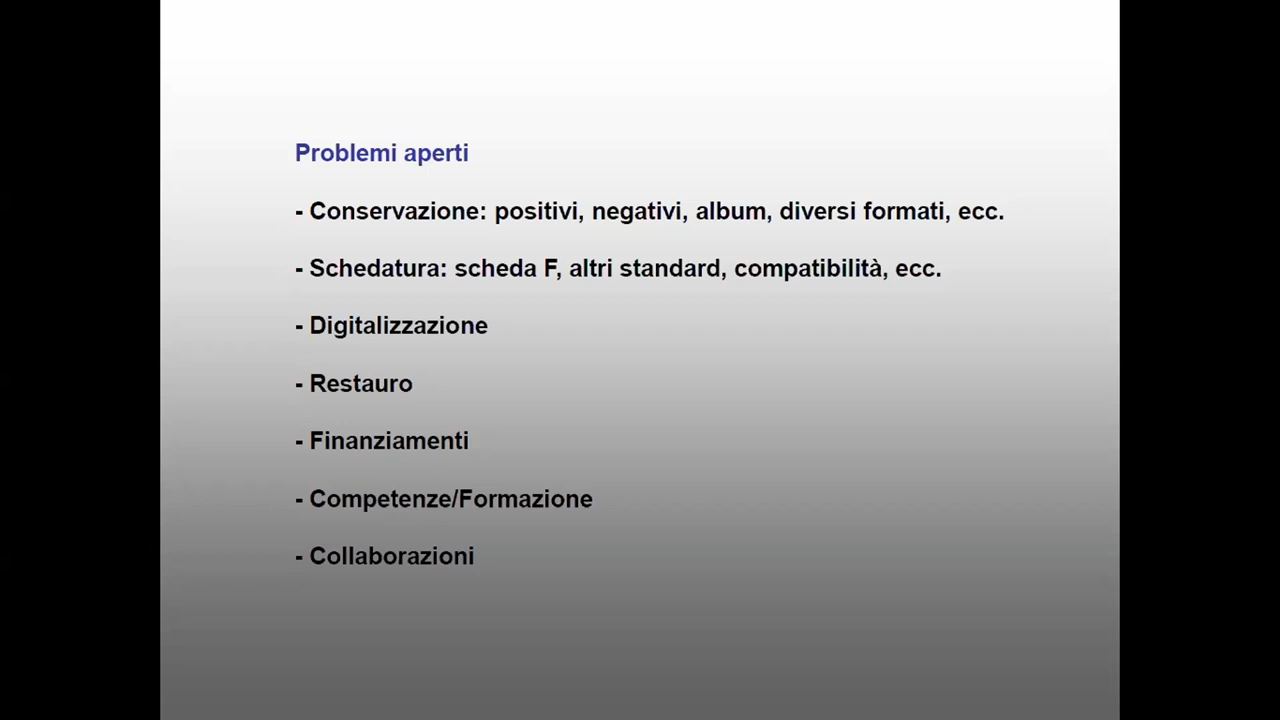 Problemi aperti
- Conservazione: positivi, negativi, album, diversi formati, ecc.
- Schedatura: scheda F, altri standard, compatibilità, ecc.
- Digitalizzazione
- Restauro
- Finanziamenti
- Competenze/Formazione
- Collaborazioni